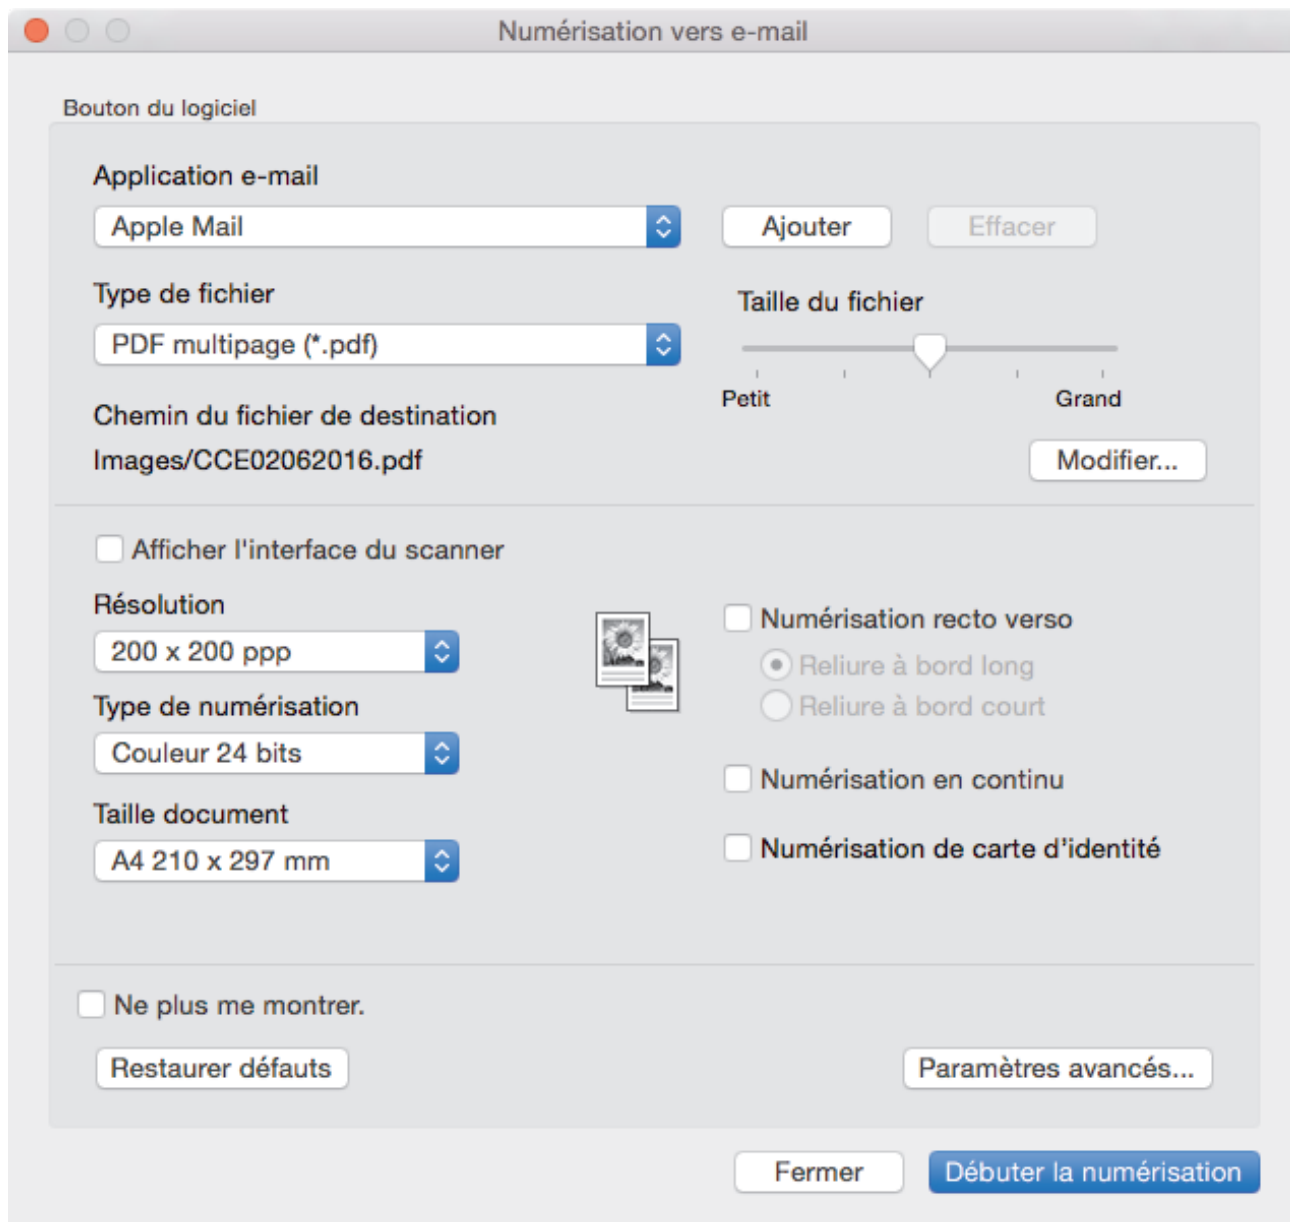 Numérisation vers e-mail
Bouton du logiciel
Application e-mail
Apple Mail
Ajouter
Effacer
Type de fichier
Taille du fichier
PDF multipage (*.pdf)
Petit
Grand
Chemin du fichier de destination
Images/CCE02062016.pdf
Modifier...
Afficher l'interface du scanner
Résolution
Numérisation recto verso
200 x 200 ppp
Reliure à bord long
Type de numérisation
Reliure à bord court
Couleur 24 bits
Numérisation en continu
Taille document
Numérisation de carte d’identité
A4 210 x 297 mm
Ne plus me montrer.
Restaurer défauts
Paramètres avancés...
Fermer
Débuter la numérisation